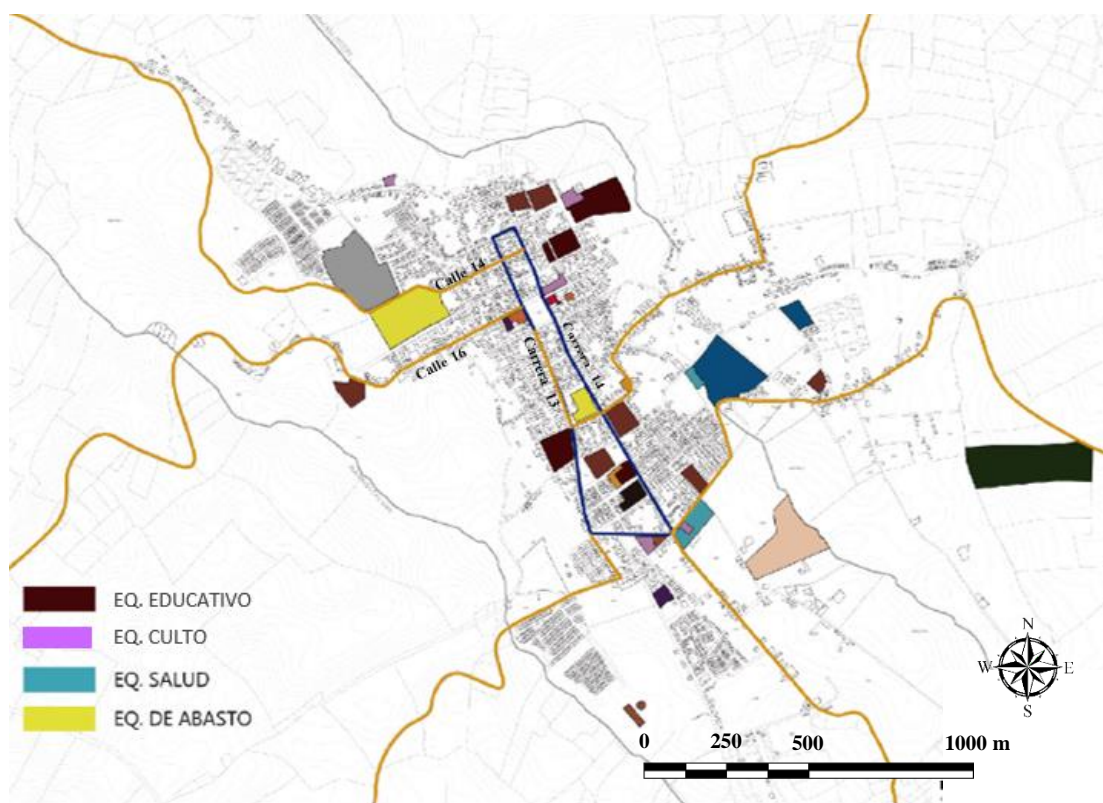 Calle 14
Calle 16
Carrera 13
Carrera 14
EQ. EDUCATIVO
EQ. CULTO
EQ. SALUD
EQ. DE ABASTO
N
W E
S
0 250 500 1000 m